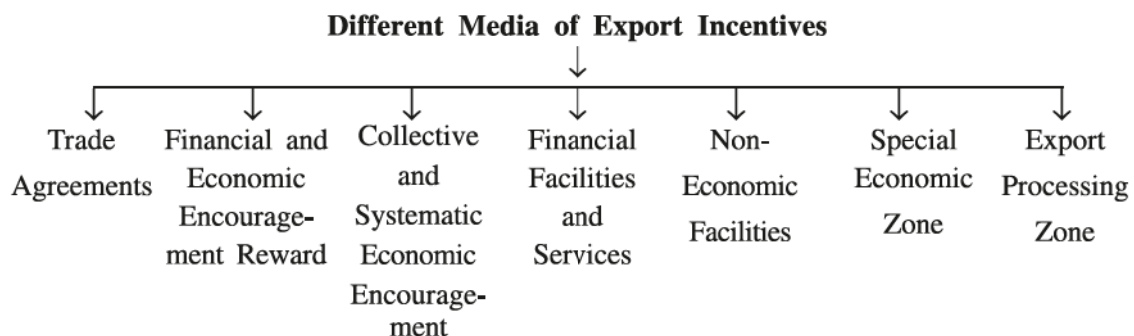 Different Media of Export Incentives
Trade
Agreements
Financial and
Economic
Encourage-
ment Reward
Collective
and
Systematic
Economic
Encourage-
ment
Financial
Facilities
and
Services
Non-
Economic
Facilities
Special
Economic
Zone
Export
Processing
Zone